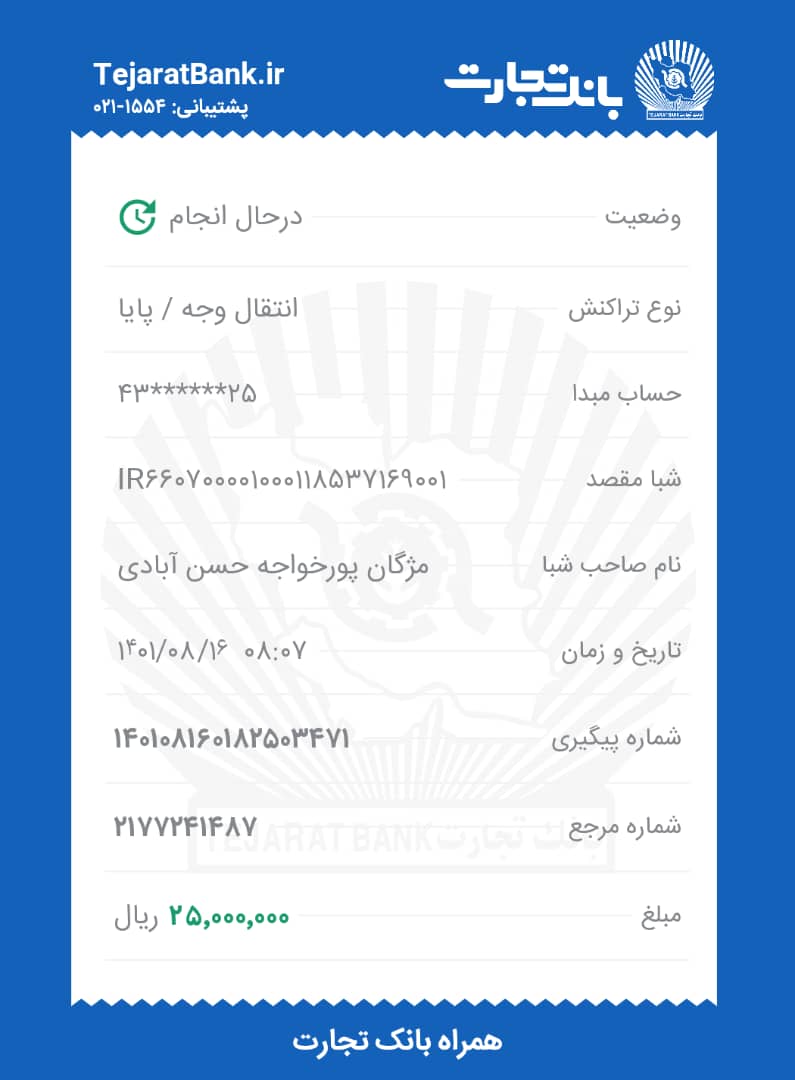 بانک تجارت
TejaratBank.ir
پشتیبانی: ۱۵۵۴-۰۲۱
وضعیت درحال انجام
نوع تراکنش انتقال وجه / پایا
حساب مبدا ۴۳******۲۵
شبا مقصد IR۶۶۰۷۰۰۰۰۱۰۰۰۱۱۸۵۳۷۱۶۹۰۰۱
نام صاحب شبا مژگان پورخواجه حسن آبادی
تاریخ و زمان ۱۴۰۱/۰۸/۱۶ ۰۸:۰۷
شماره پیگیری ۱۴۰۱۰۸۱۶۰۱۸۲۵۰۳۴۷۱
شماره مرجع ۲۱۷۷۲۴۱۴۸۷
TEJARAT BANK بانک تجارت
مبلغ ۲۵,۰۰۰,۰۰۰ ریال
همراه بانک تجارت